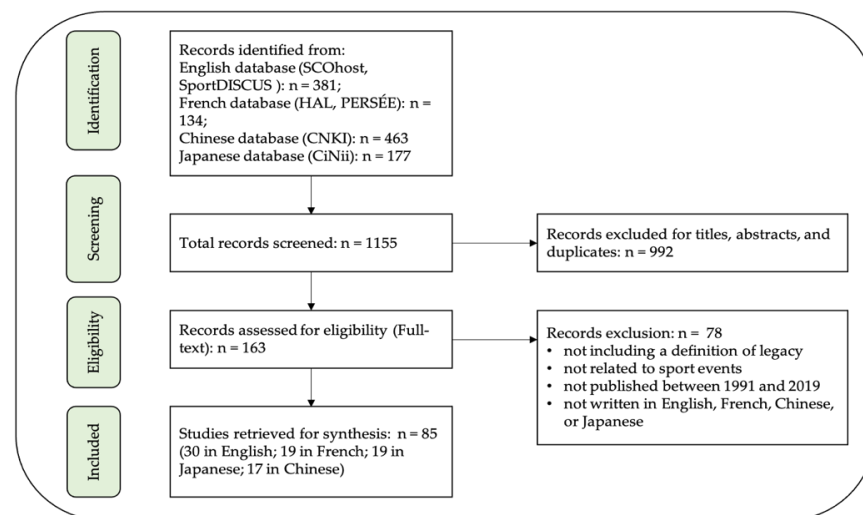 Identification
Records identified from:
English database (SCOhost,
SportDISCUS ): n = 381;
French database (HAL, PERSÉE): n =
134;
Chinese database (CNKI): n = 463
Japanese database (CiNii): n = 177
Screening
Total records screened: n = 1155
Records excluded for titles, abstracts, and
duplicates: n = 992
Eligibility
Records assessed for eligibility (Full-
text): n = 163
Records exclusion: n = 78
• not including a definition of legacy
• not related to sport events
• not published between 1991 and 2019
• not written in English, French, Chinese,
or Japanese
Included
Studies retrieved for synthesis: n = 85
(30 in English; 19 in French; 19 in
Japanese; 17 in Chinese)